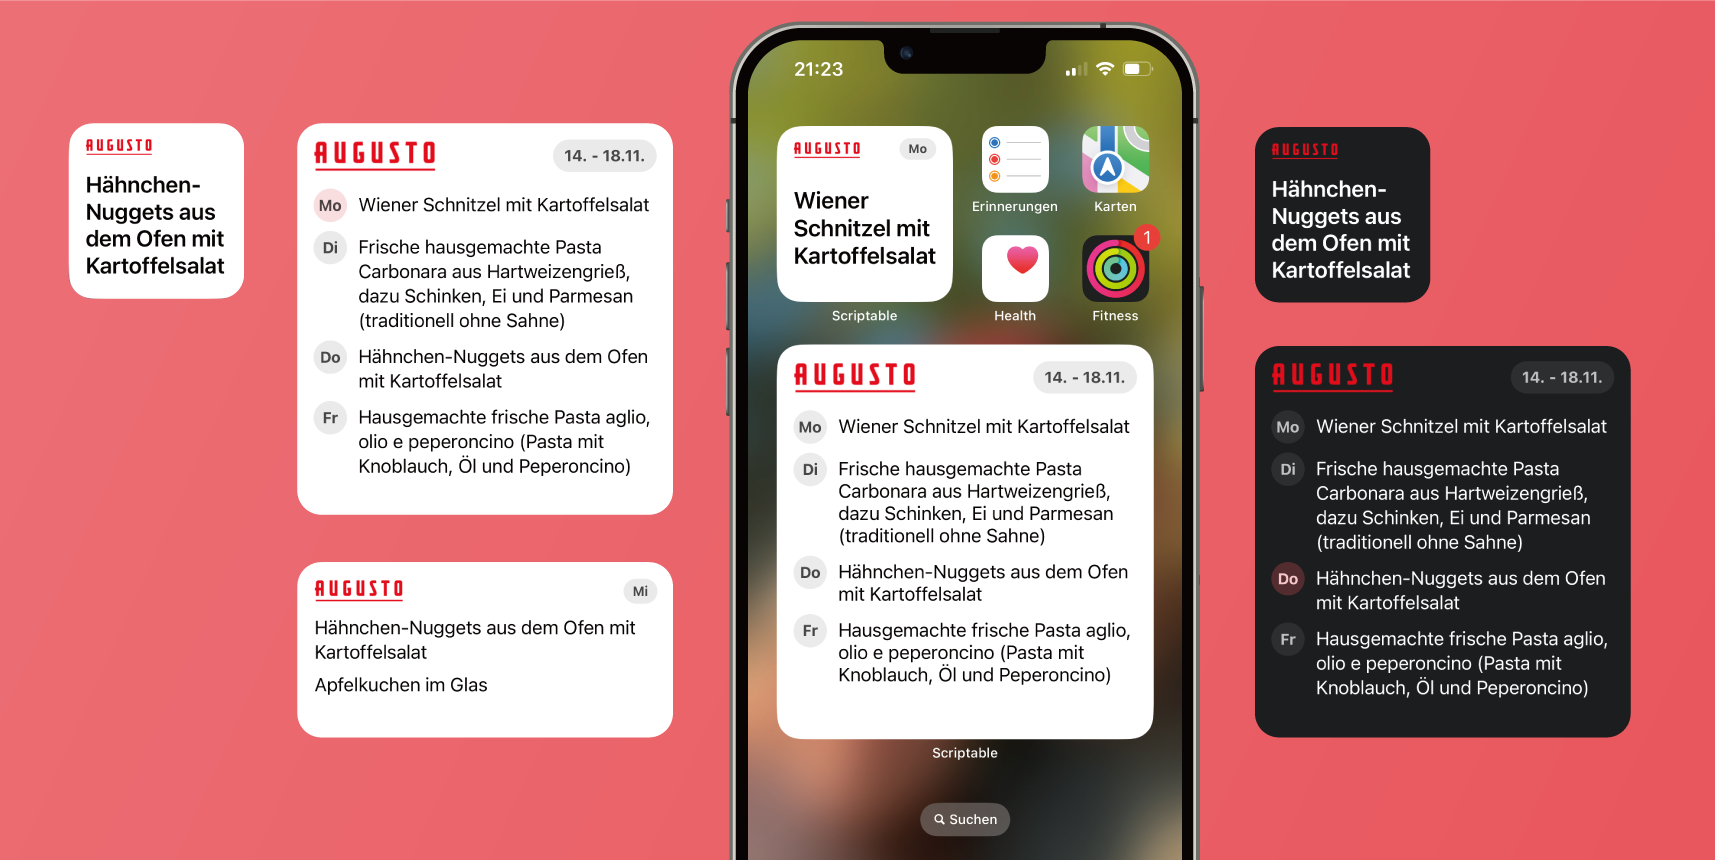 AUGUSTO
Hähnchen-
Nuggets aus
dem Ofen mit
Kartoffelsalat
AUGUSTO
14. - 18.11.
Mo Wiener Schnitzel mit Kartoffelsalat
Di Frische hausgemachte Pasta
Carbonara aus Hartweizengrieß,
dazu Schinken, Ei und Parmesan
(traditionell ohne Sahne)
Do Hähnchen-Nuggets aus dem Ofen
mit Kartoffelsalat
Fr Hausgemachte frische Pasta aglio,
olio e peperoncino (Pasta mit
Knoblauch, Öl und Peperoncino)
AUGUSTO
Mi
Hähnchen-Nuggets aus dem Ofen mit
Kartoffelsalat
Apfelkuchen im Glas
21:23
AUGUSTO
Mo
Wiener
Schnitzel mit
Kartoffelsalat
Scriptable
Erinnerungen
Karten
Health
1
Fitness
AUGUSTO
14. - 18.11.
Mo Wiener Schnitzel mit Kartoffelsalat
Di Frische hausgemachte Pasta
Carbonara aus Hartweizengrieß,
dazu Schinken, Ei und Parmesan
(traditionell ohne Sahne)
Do Hähnchen-Nuggets aus dem Ofen
mit Kartoffelsalat
Fr Hausgemachte frische Pasta aglio,
olio e peperoncino (Pasta mit
Knoblauch, Öl und Peperoncino)
Scriptable
Suchen
AUGUSTO
Hähnchen-
Nuggets aus
dem Ofen mit
Kartoffelsalat
AUGUSTO
14. - 18.11.
Mo Wiener Schnitzel mit Kartoffelsalat
Di Frische hausgemachte Pasta
Carbonara aus Hartweizengrieß,
dazu Schinken, Ei und Parmesan
(traditionell ohne Sahne)
Do Hähnchen-Nuggets aus dem Ofen
mit Kartoffelsalat
Fr Hausgemachte frische Pasta aglio,
olio e peperoncino (Pasta mit
Knoblauch, Öl und Peperoncino)